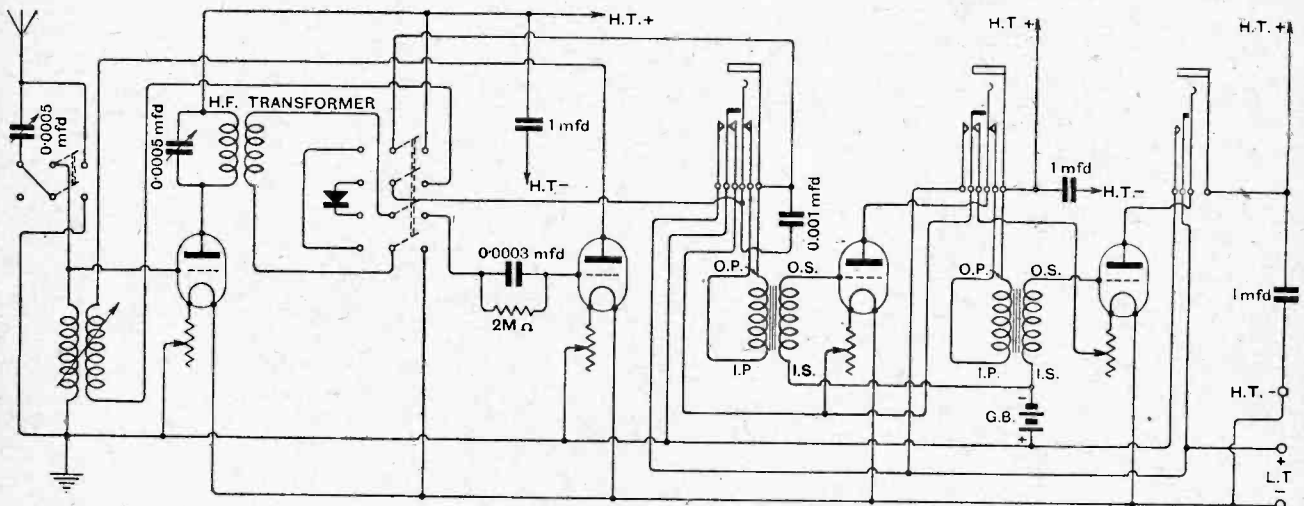 H.T.+
H.T +
H.T.+
H.F. TRANSFORMER
0·0005
mfd
0·0005 mfd
1 mfd
H.T–
1 mfd
H.T–
0·001 mfd
0·0003 mfd
2M Ω
O.P.
O.S.
O.P.
O.S.
1 mfd
I.P.
I.S.
I.P.
I.S.
H.T. –
–
G.B.
+
+
L.T
–